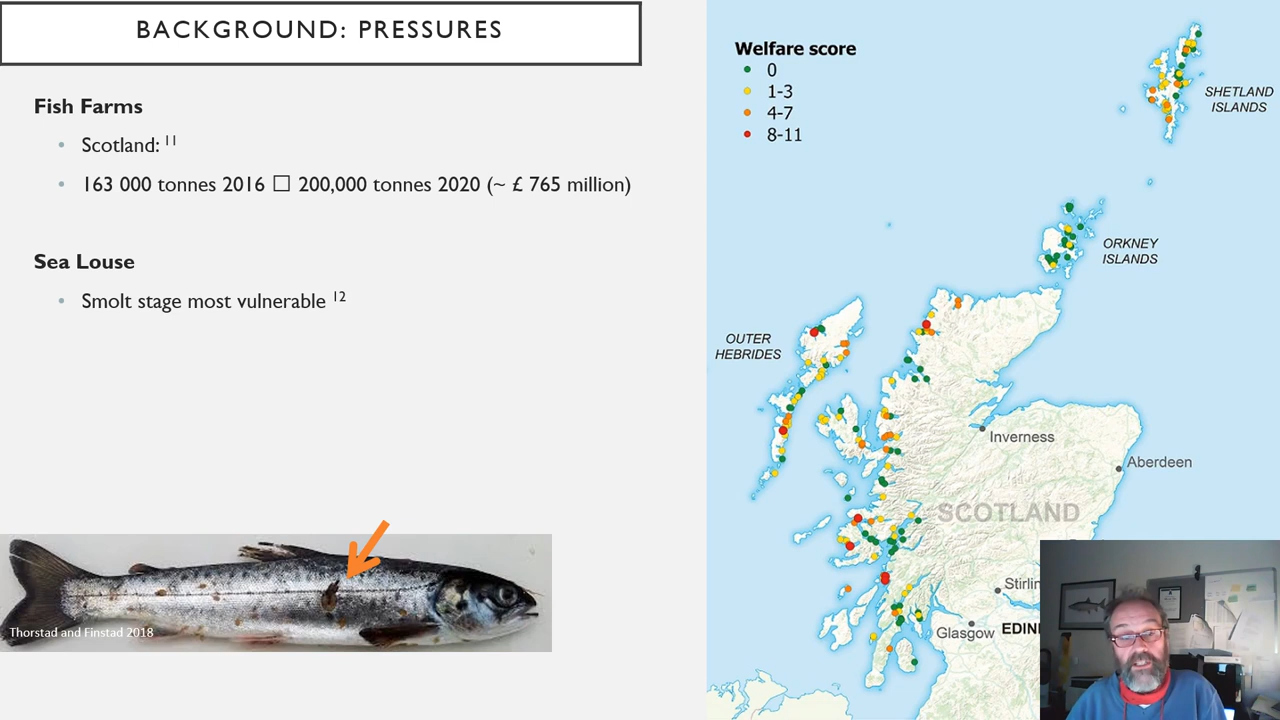 BACKGROUND: PRESSURES
Fish Farms
• Scotland: 11
• 163 000 tonnes 2016 □ 200,000 tonnes 2020 (~ £ 765 million)
Sea Louse
• Smolt stage most vulnerable 12
Thorstad and Finstad 2018
Welfare score
0
1-3
4-7
8-11
SHETLAND
ISLANDS
ORKNEY
ISLANDS
OUTER
HEBRIDES
Inverness
Aberdeen
SCOTLAND
Stirlin
Glasgow
EDIN